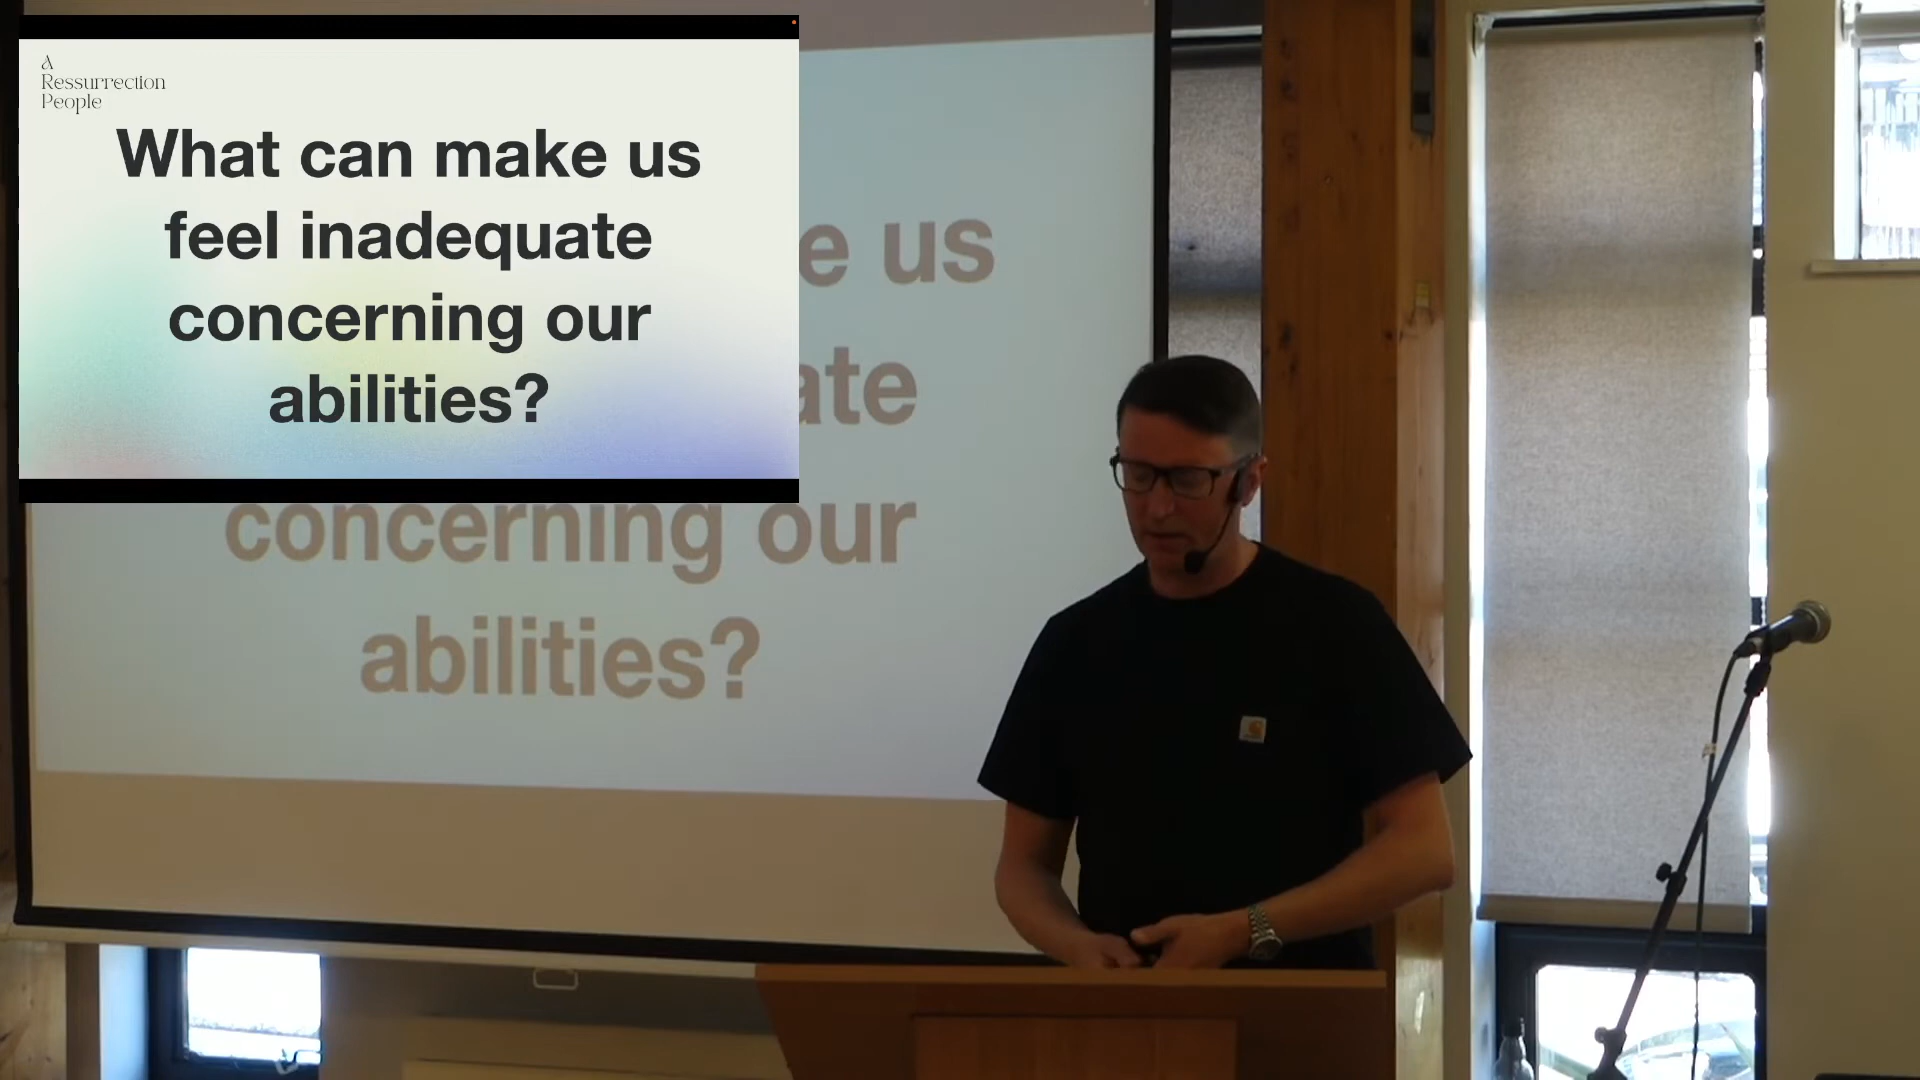 A
Ressurrection
People
What can make us
feel inadequate
concerning our
abilities?
e us
ate
concerning our
abilities?